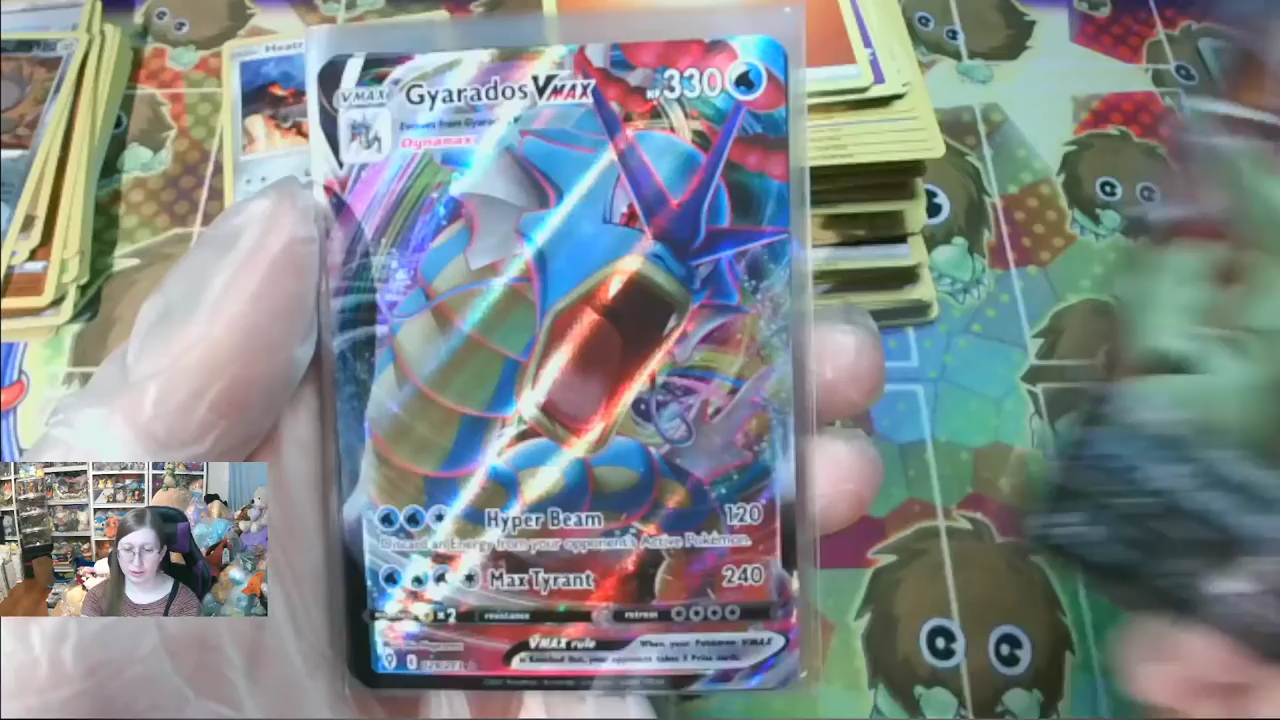 Heatr
VMAX Gyarados VMAX HP 330
Evolves from Gyarados V
Dynamax
Hyper Beam 120
Discard an Energy from your opponent's Active Pokémon.
Max Tyrant 240
x2 resistance retreat
VMAX rule When your Pokémon VMAX
is Knocked Out, your opponent takes 3 Prize cards.